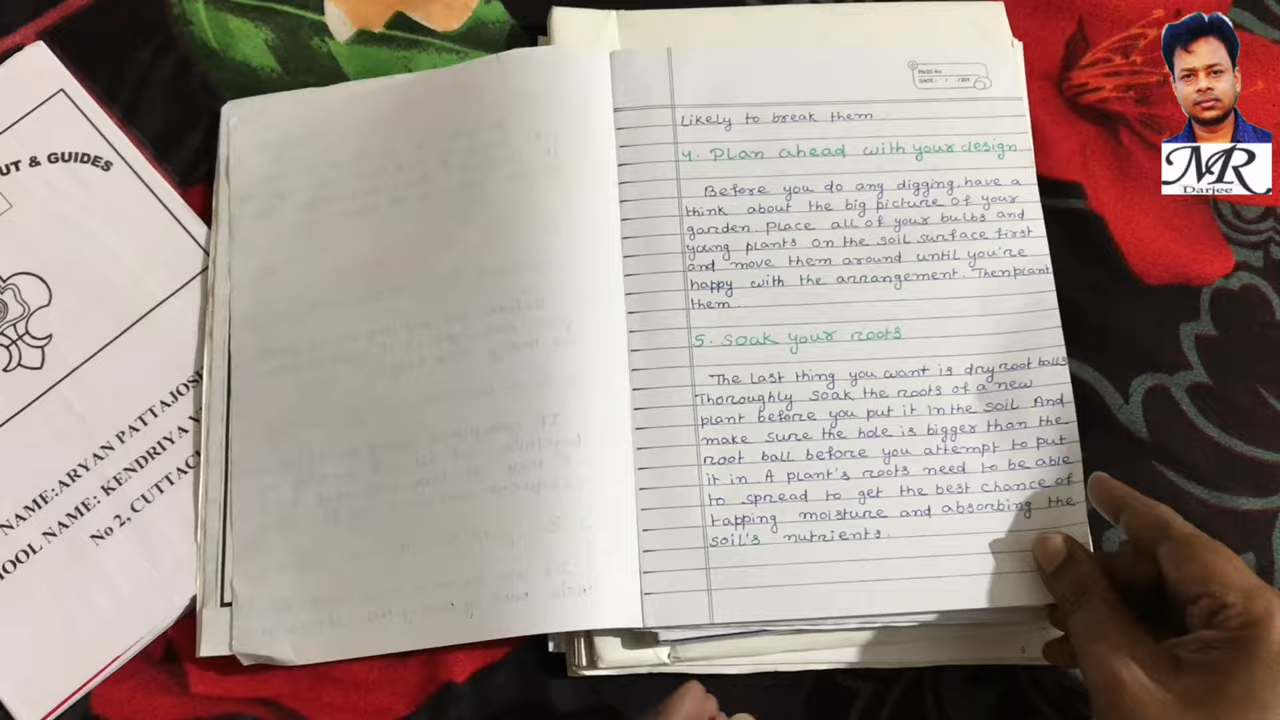 UT & GUIDES
NAME:ARYAN PATTAJOSH
OOL NAME: KENDRIYA V
No 2, CUTTAC
PAGE No
DATE: / /201
Likely to break them
4. Plan ahead with your design
Before you do any digging, have a
think about the big picture of your
garden. Place all of your bulbs and
young plants on the soil surface first
and move them around until you're
happy with the arrangement. Then plant
them.
5. Soak your roots
The last thing you want is dry root balls
Thoroughly soak the roots of a new
plant before you put it in the soil And
make sure the hole is bigger than the
root ball before you attempt to put
it in A plant's roots need to be able
to spread to get the best chance of
tapping moisture and absorbing the
soil's nutrients.
MR
Darjee